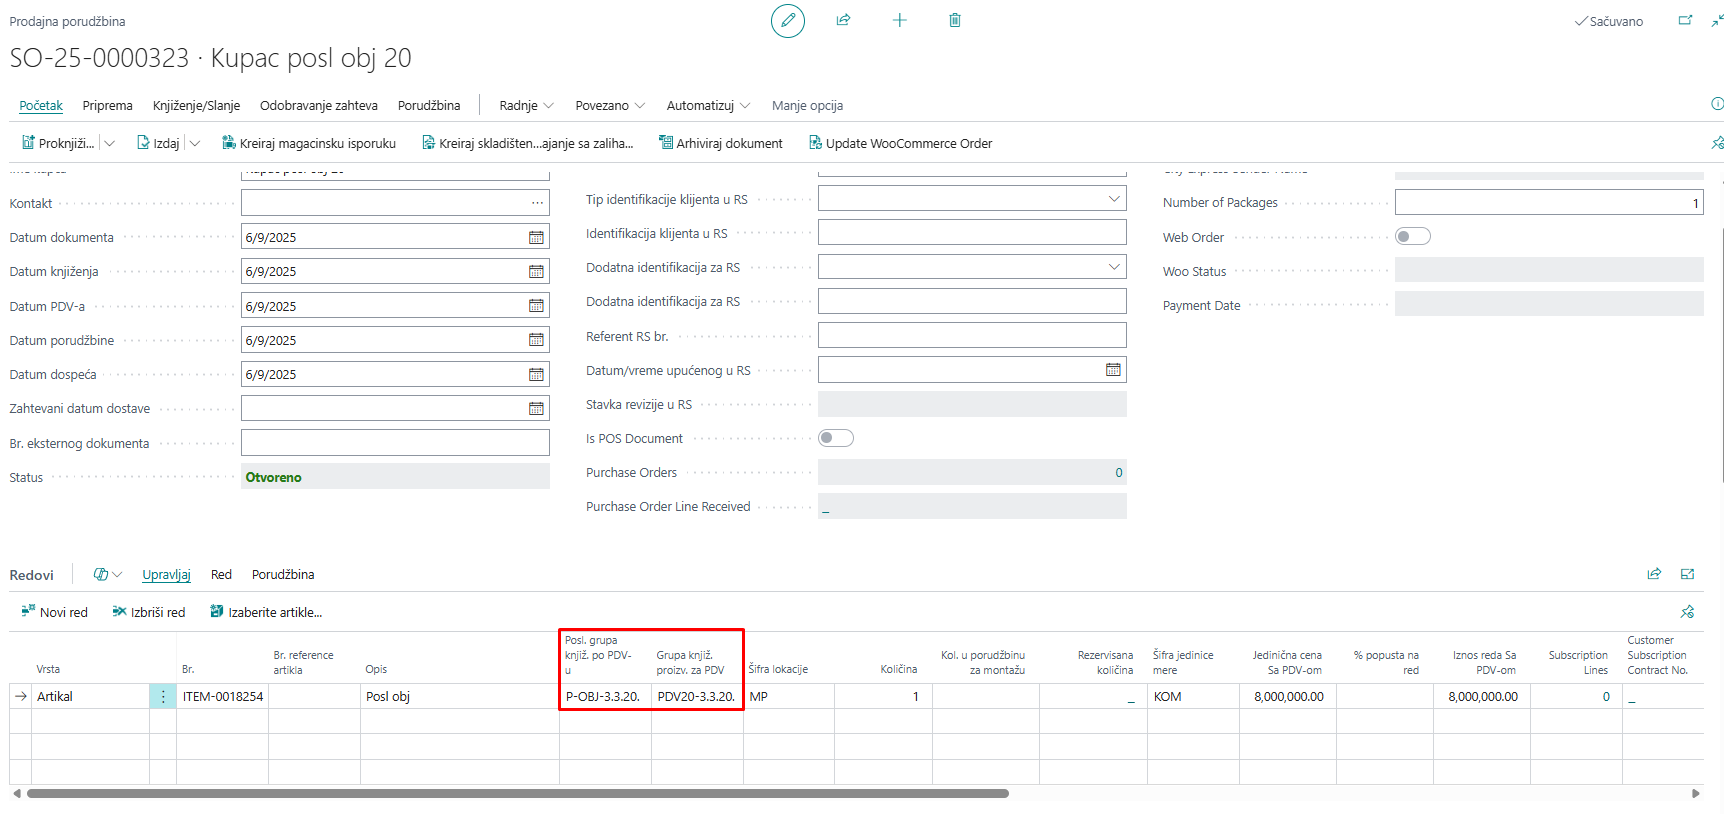 Prodajna porudžbina
Sačuvano
SO-25-0000323 · Kupac posl obj 20
Početak Priprema Knjiženje/Slanje Odobravanje zahteva Porudžbina Radnje Povezano Automatizuj Manje opcija
Proknjiži... Izdaj Kreiraj magacinsku isporuku Kreiraj skladišten...ajanje sa zaliha... Arhiviraj dokument Update WooCommerce Order
Kontakt
Datum dokumenta 6/9/2025
Datum knjiženja 6/9/2025
Datum PDV-a 6/9/2025
Datum porudžbine 6/9/2025
Datum dospeća 6/9/2025
Zahtevani datum dostave
Br. eksternog dokumenta
Status Otvoreno
Tip identifikacije klijenta u RS
Identifikacija klijenta u RS
Dodatna identifikacija za RS
Dodatna identifikacija za RS
Referent RS br.
Datum/vreme upućenog u RS
Stavka revizije u RS
Is POS Document
Purchase Orders 0
Purchase Order Line Received _
Number of Packages 1
Web Order
Woo Status
Payment Date
Redovi Upravljaj Red Porudžbina
Novi red Izbriši red Izaberite artikle...
Vrsta
Br.
Br. reference
artikla
Opis
Posl. grupa
knjiž. po PDV-
u
Grupa knjiž.
proizv. za PDV
Šifra lokacije
Količina
Kol. u porudžbinu
za montažu
Rezervisana
količina
Šifra jedinice
mere
Jedinična cena
Sa PDV-om
% popusta na
red
Iznos reda Sa
PDV-om
Subscription
Lines
Customer
Subscription
Contract No.
Artikal ITEM-0018254 Posl obj P-OBJ-3.3.20. PDV20-3.3.20. MP 1 _ KOM 8,000,000.00 8,000,000.00 0 _